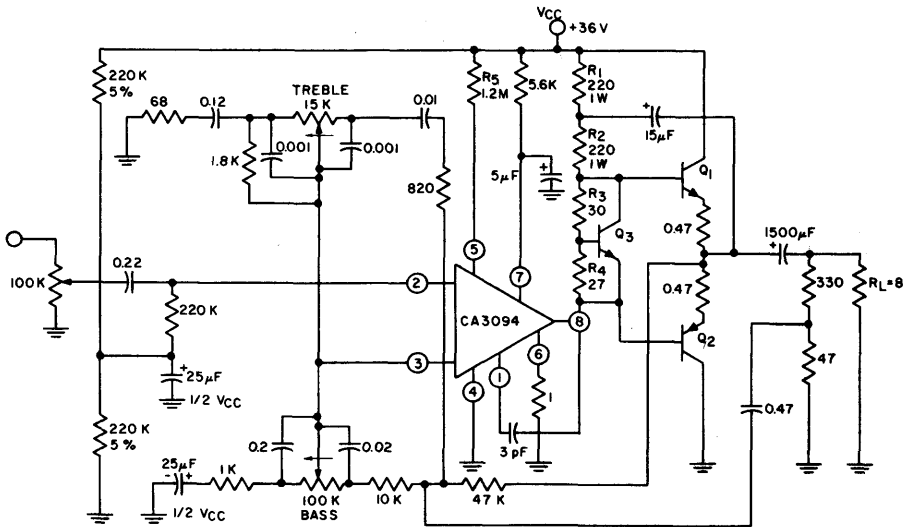 VCC
+36 V
220 K
5 %
68
0.12
TREBLE
15 K
0.01
R5
1.2M
5.6K
R1
220
1W
+
15µF
0.001
0.001
1.8K
R2
220
1W
Q1
820
+
5µF
R3
30
Q3
0.47
5
7
R4
27
1500µF
+
0.22
100K
2
220 K
CA3094
8
0.47
330
RL=8
Q2
3
6
1
4
1
+
25µF
1/2 VCC
47
220 K
5 %
0.2
0.02
3 pF
0.47
25µF
- +
1K
1/2 VCC
100K
BASS
10 K
47 K